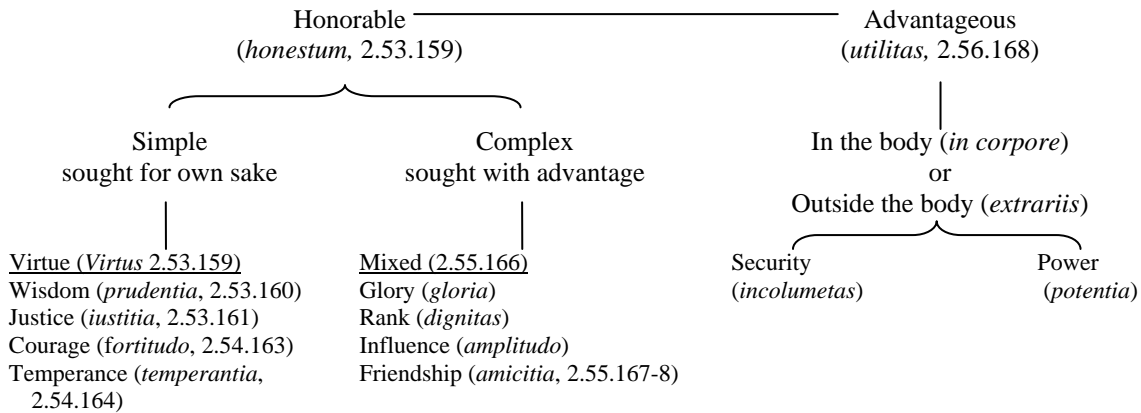 Honorable
(honestum, 2.53.159)
Advantageous
(utilitas, 2.56.168)
Simple
sought for own sake
Complex
sought with advantage
In the body (in corpore)
or
Outside the body (extrariis)
Virtue (Virtus 2.53.159)
Wisdom (prudentia, 2.53.160)
Justice (iustitia, 2.53.161)
Courage (fortitudo, 2.54.163)
Temperance (temperantia,
2.54.164)
Mixed (2.55.166)
Glory (gloria)
Rank (dignitas)
Influence (amplitudo)
Friendship (amicitia, 2.55.167-8)
Security
(incolumetas)
Power
(potentia)